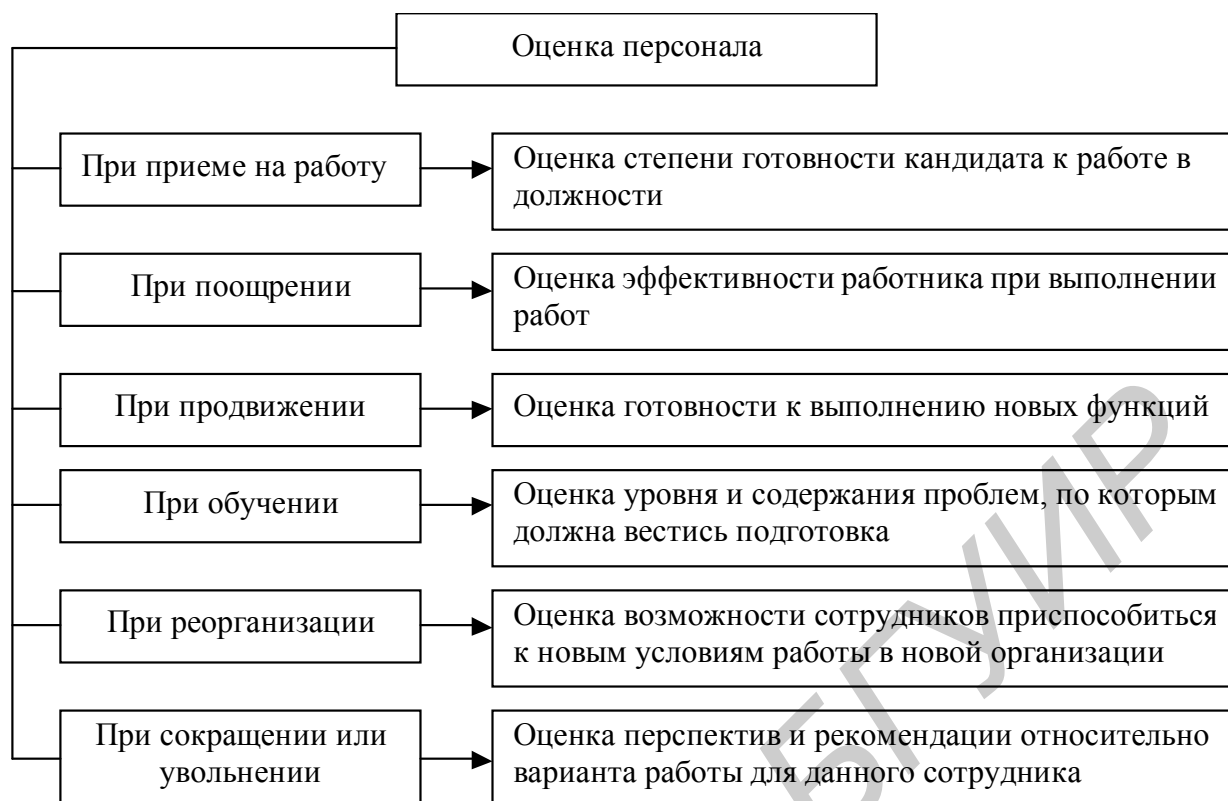 Оценка персонала
При приеме на работу
Оценка степени готовности кандидата к работе в
должности
При поощрении
Оценка эффективности работника при выполнении
работ
При продвижении
Оценка готовности к выполнению новых функций
При обучении
Оценка уровня и содержания проблем, по которым
должна вестись подготовка
При реорганизации
Оценка возможности сотрудников приспособиться
к новым условиям работы в новой организации
При сокращении или
увольнении
Оценка перспектив и рекомендации относительно
варианта работы для данного сотрудника
БГУИР